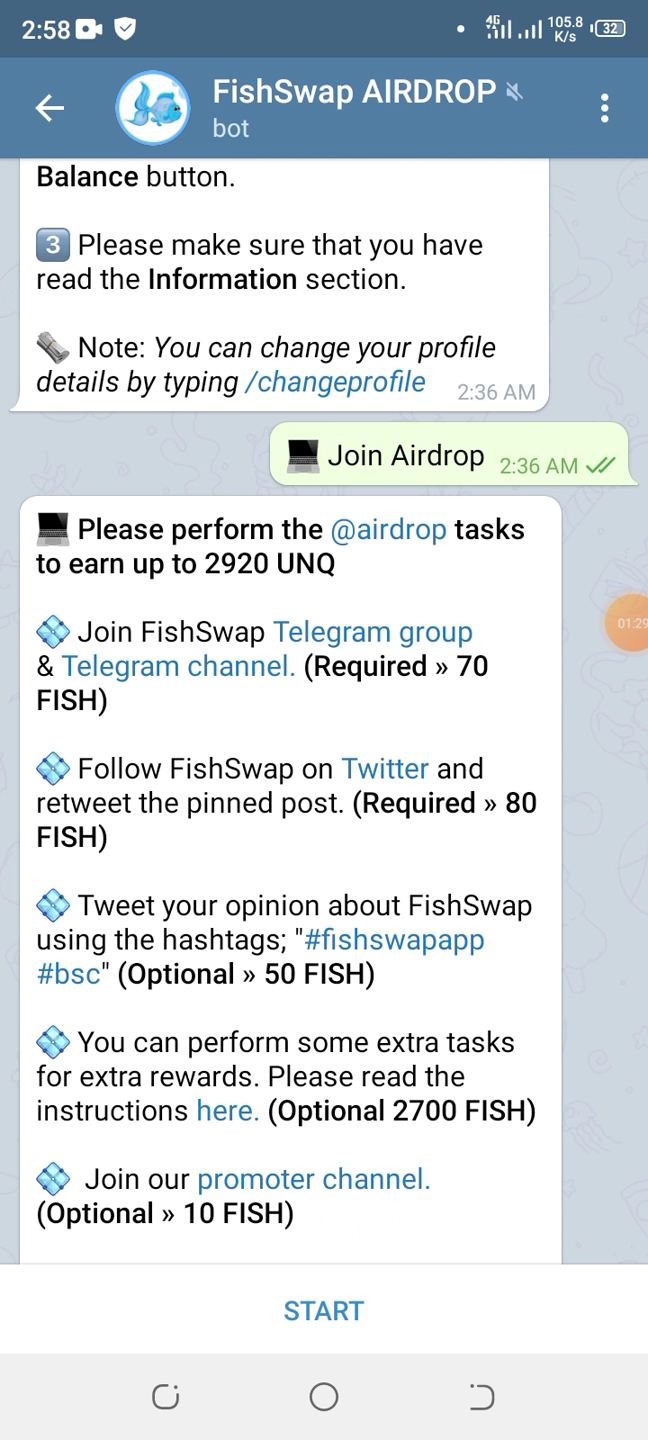 2:58
4G
105.8
K/s
32
FishSwap AIRDROP
bot
Balance button.
3 Please make sure that you have
read the Information section.
Note: You can change your profile
details by typing /changeprofile 2:36 AM
Join Airdrop 2:36 AM
Please perform the @airdrop tasks
to earn up to 2920 UNQ
Join FishSwap Telegram group
& Telegram channel. (Required » 70
FISH)
01:29
Follow FishSwap on Twitter and
retweet the pinned post. (Required » 80
FISH)
Tweet your opinion about FishSwap
using the hashtags; "#fishswapapp
#bsc" (Optional » 50 FISH)
You can perform some extra tasks
for extra rewards. Please read the
instructions here. (Optional 2700 FISH)
Join our promoter channel.
(Optional » 10 FISH)
START